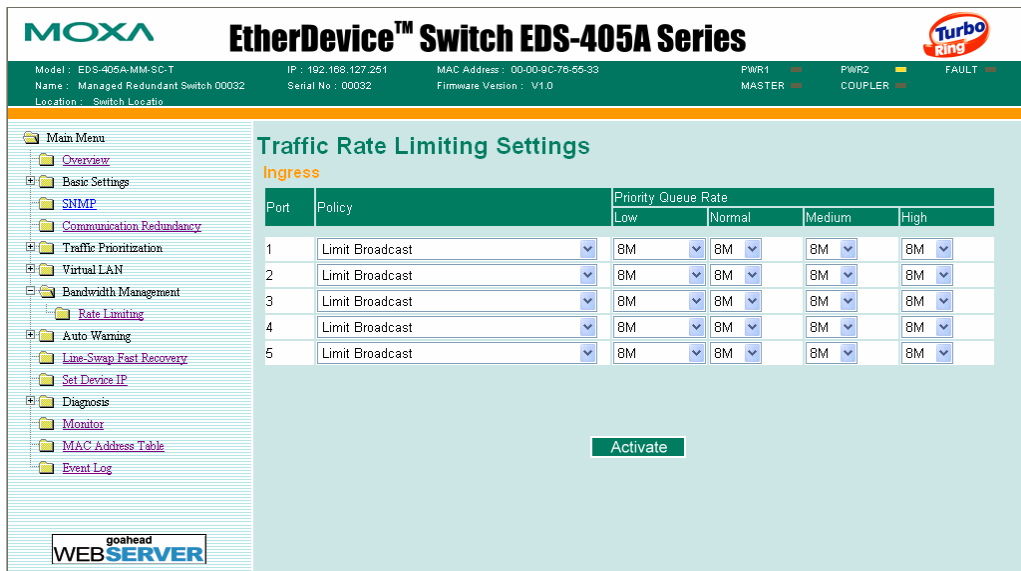 MOXA
EtherDevice™ Switch EDS-405A Series
Turbo Ring
Model : EDS-405A-MM-SC-T
IP : 192.168.127.251
MAC Address : 00-00-9C-76-55-33
PWR1
PWR2
FAULT
Name : Managed Redundant Switch 00032
Serial No : 00032
Firmware Version : V1.0
MASTER
COUPLER
Location : Switch Locatio
Main Menu
Overview
Basic Settings
SNMP
Communication Redundancy
Traffic Prioritization
Virtual LAN
Bandwidth Management
Rate Limiting
Auto Warning
Line-Swap Fast Recovery
Set Device IP
Diagnosis
Monitor
MAC Address Table
Event Log
goahead
WEBSERVER
Traffic Rate Limiting Settings
Ingress
Port Policy Priority Queue Rate
Low Normal Medium High
1 Limit Broadcast 8M 8M 8M 8M
2 Limit Broadcast 8M 8M 8M 8M
3 Limit Broadcast 8M 8M 8M 8M
4 Limit Broadcast 8M 8M 8M 8M
5 Limit Broadcast 8M 8M 8M 8M
Activate